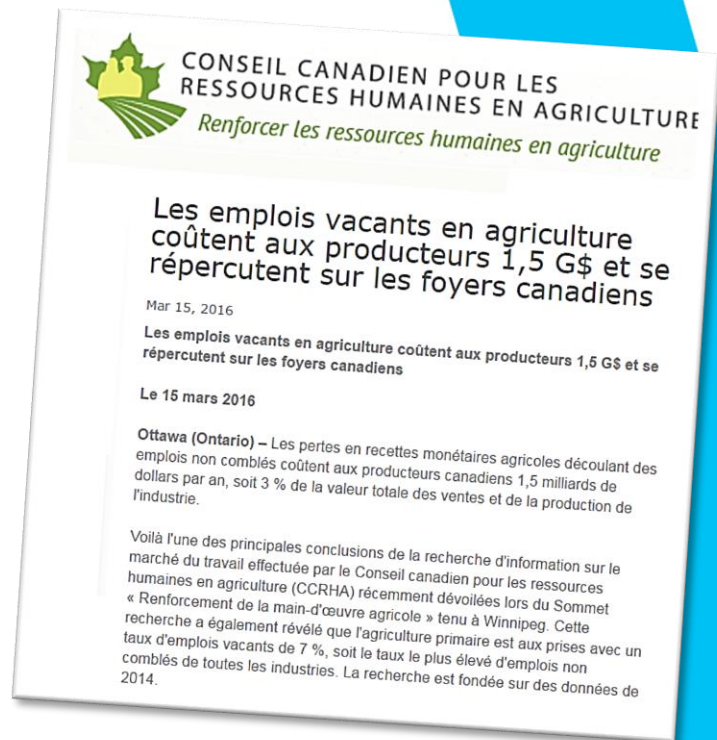 CONSEIL CANADIEN POUR LES
RESSOURCES HUMAINES EN AGRICULTURE
Renforcer les ressources humaines en agriculture
Les emplois vacants en agriculture
coûtent aux producteurs 1,5 G$ et se
répercutent sur les foyers canadiens
Mar 15, 2016
Les emplois vacants en agriculture coûtent aux producteurs 1,5 G$ et se
répercutent sur les foyers canadiens
Le 15 mars 2016
Ottawa (Ontario) – Les pertes en recettes monétaires agricoles découlant des
emplois non comblés coûtent aux producteurs canadiens 1,5 milliards de
dollars par an, soit 3 % de la valeur totale des ventes et de la production de
l'industrie.
Voilà l'une des principales conclusions de la recherche d'information sur le
marché du travail effectuée par le Conseil canadien pour les ressources
humaines en agriculture (CCRHA) récemment dévoilées lors du Sommet
« Renforcement de la main-d'œuvre agricole » tenu à Winnipeg. Cette
recherche a également révélé que l'agriculture primaire est aux prises avec un
taux d'emplois vacants de 7 %, soit le taux le plus élevé d'emplois non
comblés de toutes les industries. La recherche est fondée sur des données de
2014.